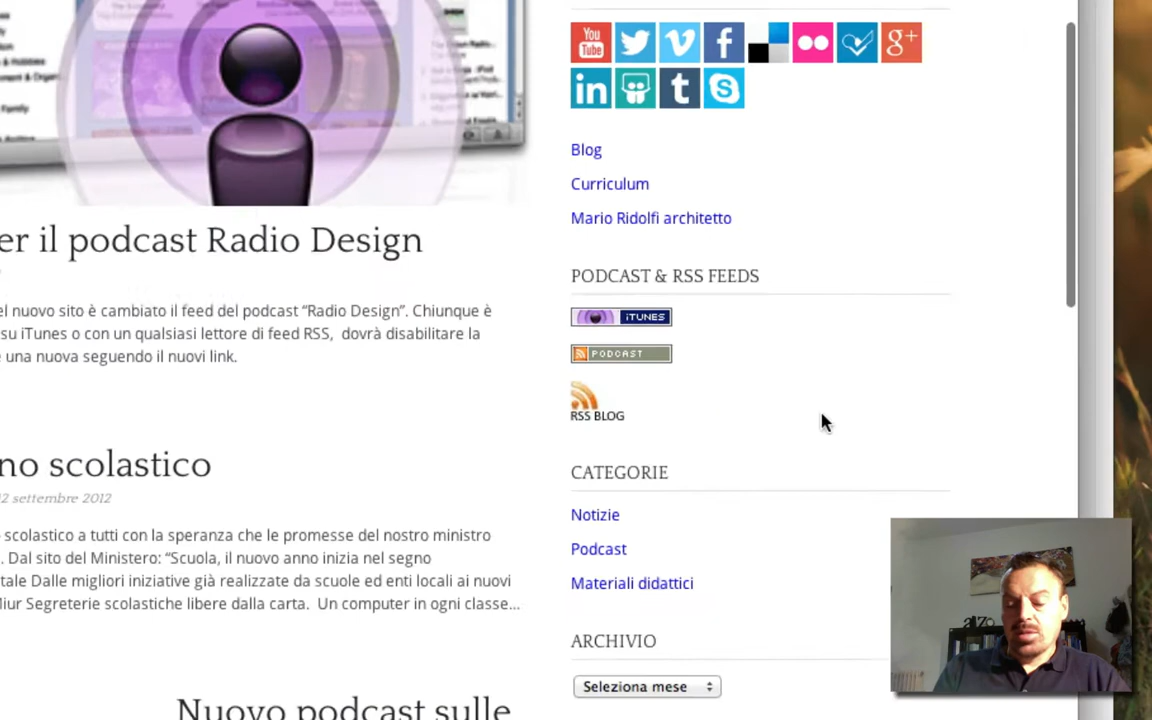 You
Tube
g+
in
t
S
Blog
Curriculum
Mario Ridolfi architetto
er il podcast Radio Design
PODCAST & RSS FEEDS
el nuovo sito è cambiato il feed del podcast “Radio Design”. Chiunque è
su iTunes o con un qualsiasi lettore di feed RSS, dovrà disabilitare la
e una nuova seguendo il nuovi link.
iTUNES
PODCAST
RSS BLOG
no scolastico
2 settembre 2012
scolastico a tutti con la speranza che le promesse del nostro ministro
. Dal sito del Ministero: “Scuola, il nuovo anno inizia nel segno
tale Dalle migliori iniziative già realizzate da scuole ed enti locali ai nuovi
Miur Segreterie scolastiche libere dalla carta. Un computer in ogni classe...
CATEGORIE
Notizie
Podcast
Materiali didattici
ARCHIVIO
Seleziona mese
Nuovo podcast sulle